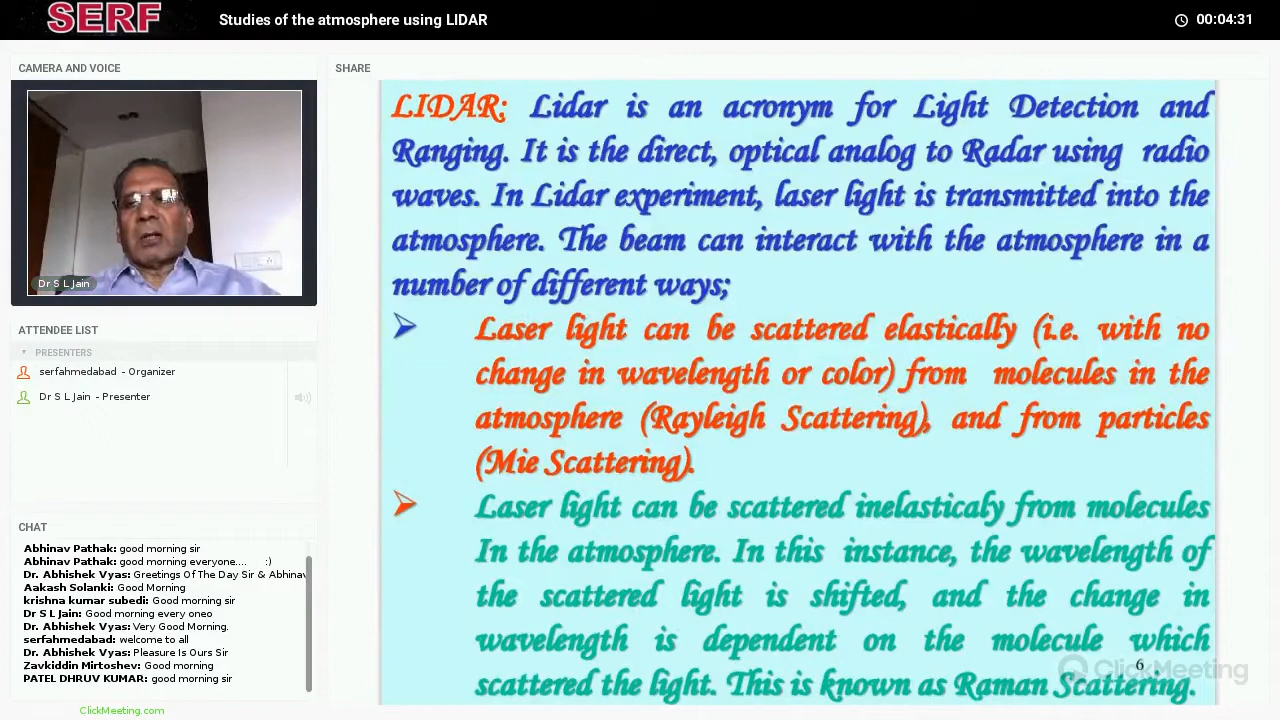 SERF
Studies of the atmosphere using LIDAR
00:04:31
CAMERA AND VOICE
Dr S L Jain
ATTENDEE LIST
PRESENTERS
serfahmedabad - Organizer
Dr S L Jain - Presenter
CHAT
Abhinav Pathak: good morning sir
Abhinav Pathak: good morning everyone.... :)
Dr. Abhishek Vyas: Greetings Of The Day Sir & Abhinav
Aakash Solanki: Good Morning
krishna kumar subedi: Good morning sir
Dr S L Jain: Good morning every oneo
Dr. Abhishek Vyas: Very Good Morning.
serfahmedabad: welcome to all
Dr. Abhishek Vyas: Pleasure Is Ours Sir
Zavkiddin Mirtoshev: Good morning
PATEL DHRUV KUMAR: good morning sir
ClickMeeting.com
SHARE
LIDAR: Lidar is an acronym for Light Detection and
Ranging. It is the direct, optical analog to Radar using radio
waves. In Lidar experiment, laser light is transmitted into the
atmosphere. The beam can interact with the atmosphere in a
number of different ways;
Laser light can be scattered elastically (i.e. with no
change in wavelength or color) from molecules in the
atmosphere (Rayleigh Scattering), and from particles
(Mie Scattering).
Laser light can be scattered inelasticaly from molecules
In the atmosphere. In this instance, the wavelength of
the scattered light is shifted, and the change in
wavelength is dependent on the molecule which
scattered the light. This is known as Raman Scattering.
6
ClickMeeting